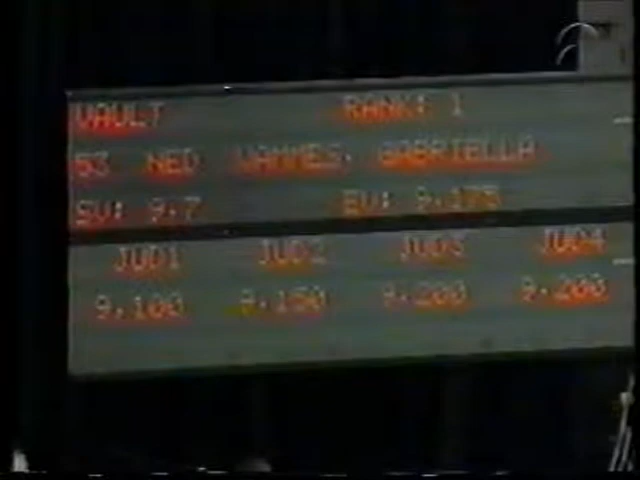 VAULT RANK: 1
53 NED WAMMES, GABRIELLA
SV: 9.7 EV: 9.175
JUD1 JUD2 JUD3 JUD4
9.100 9.150 9.200 9.200